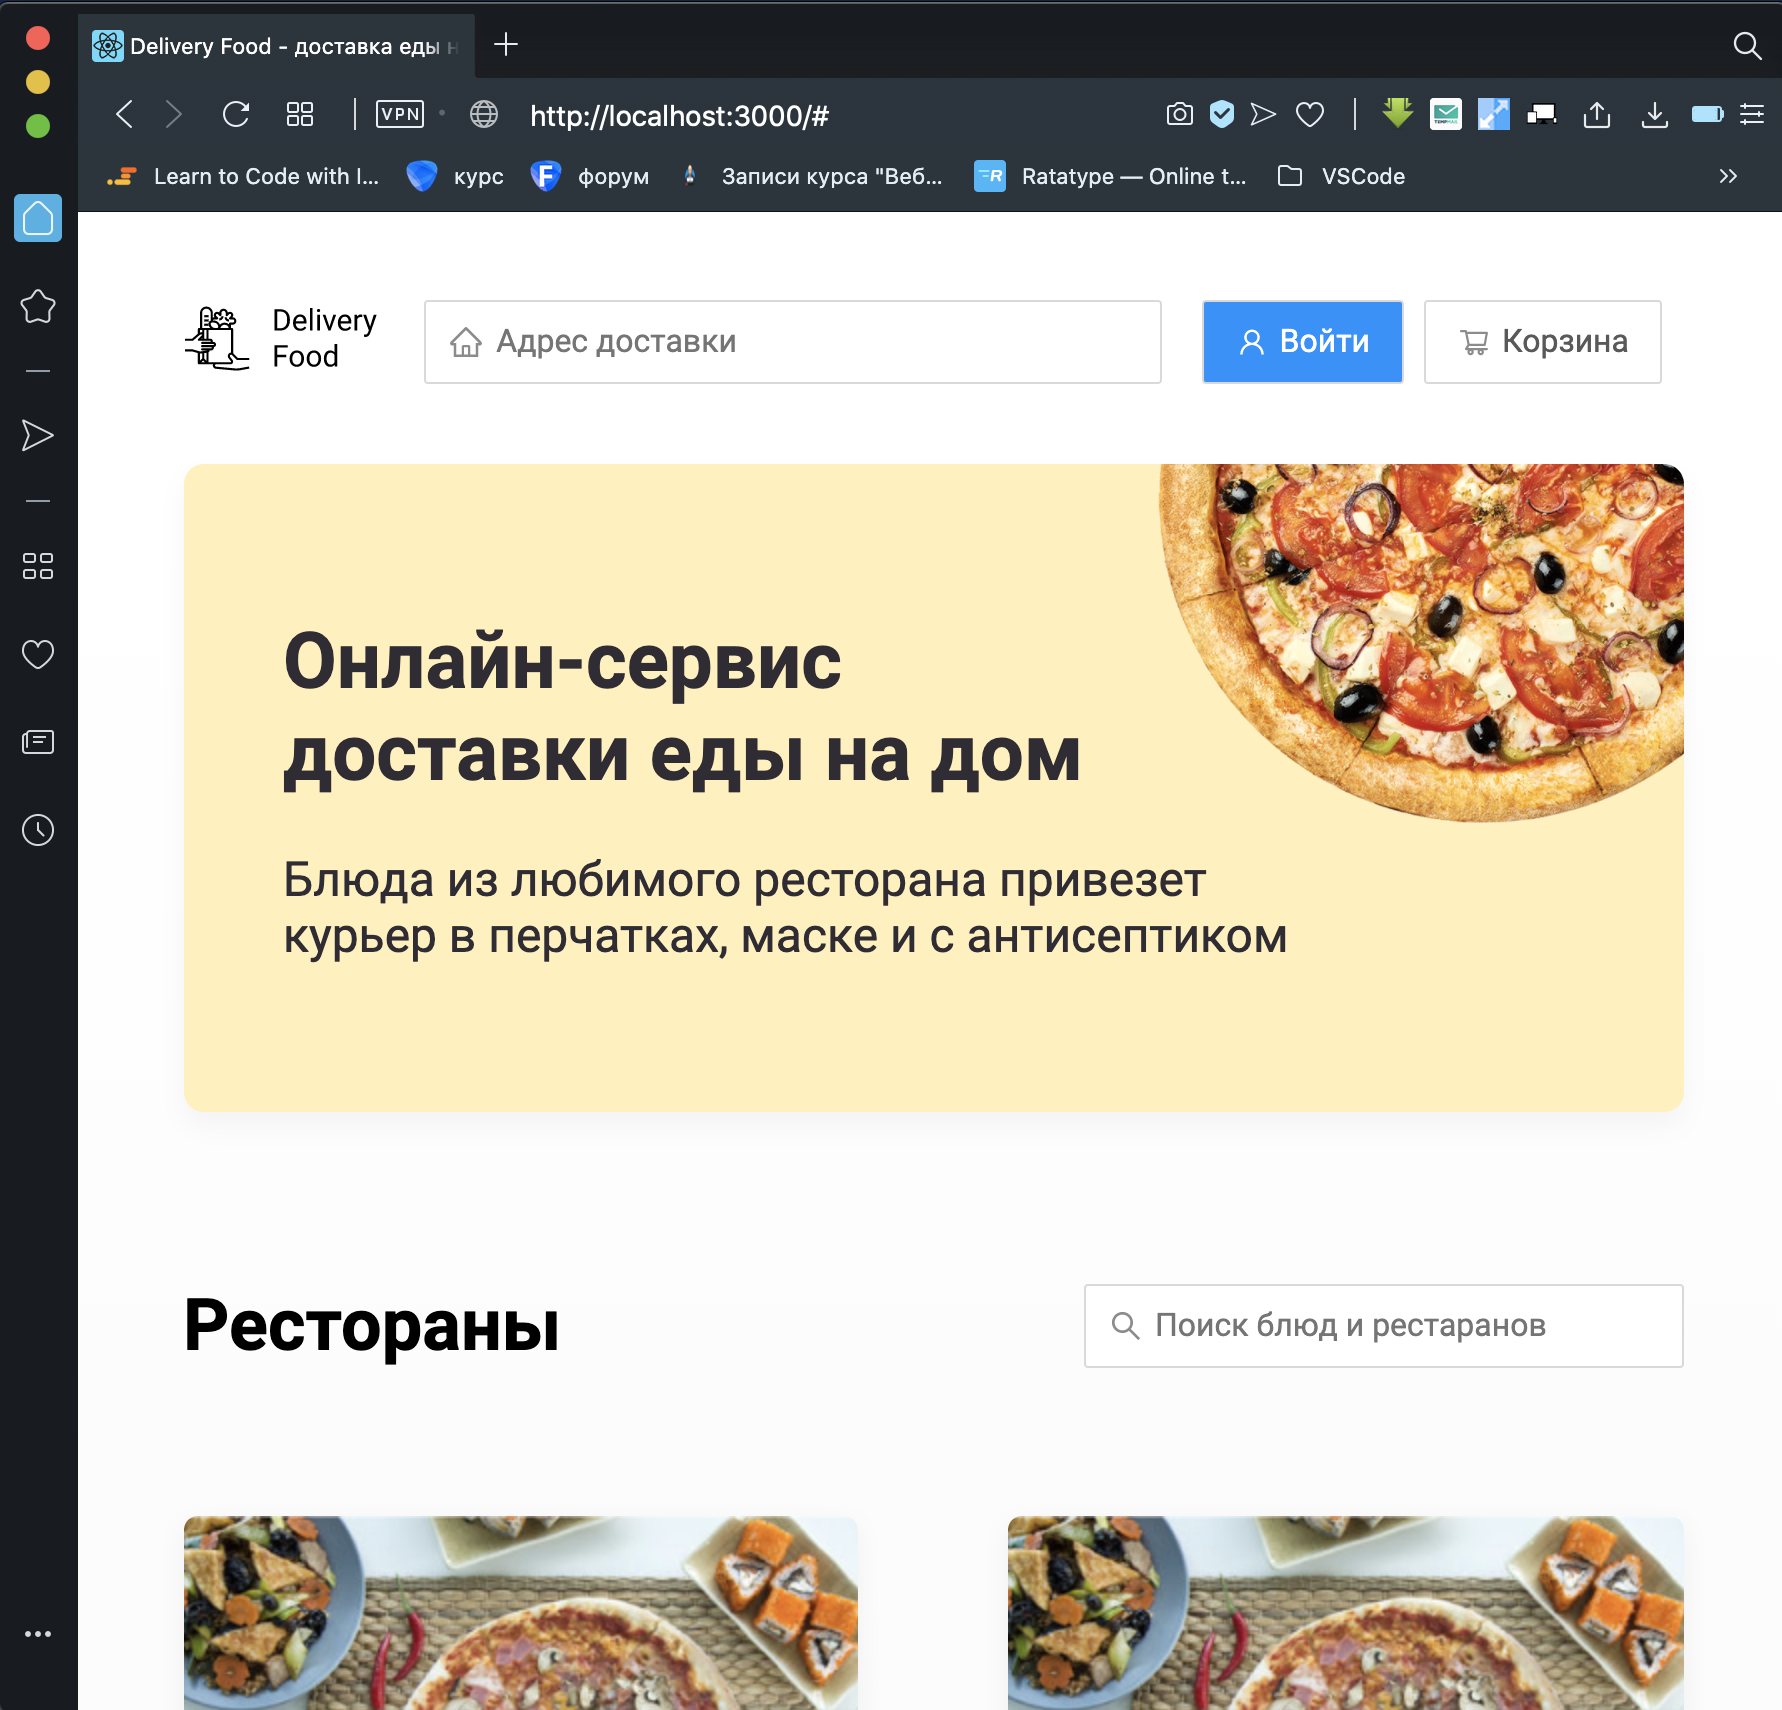 Delivery Food - доставка еды н
VPN
http://localhost:3000/#
Learn to Code with I...
курс
F
форум
Записи курса "Веб...
R
Ratatype — Online t...
VSCode
Delivery
Food
Адрес доставки
Войти
Корзина
Онлайн-сервис
доставки еды на дом
Блюда из любимого ресторана привезет
курьер в перчатках, маске и с антисептиком
Рестораны
Поиск блюд и рестаранов